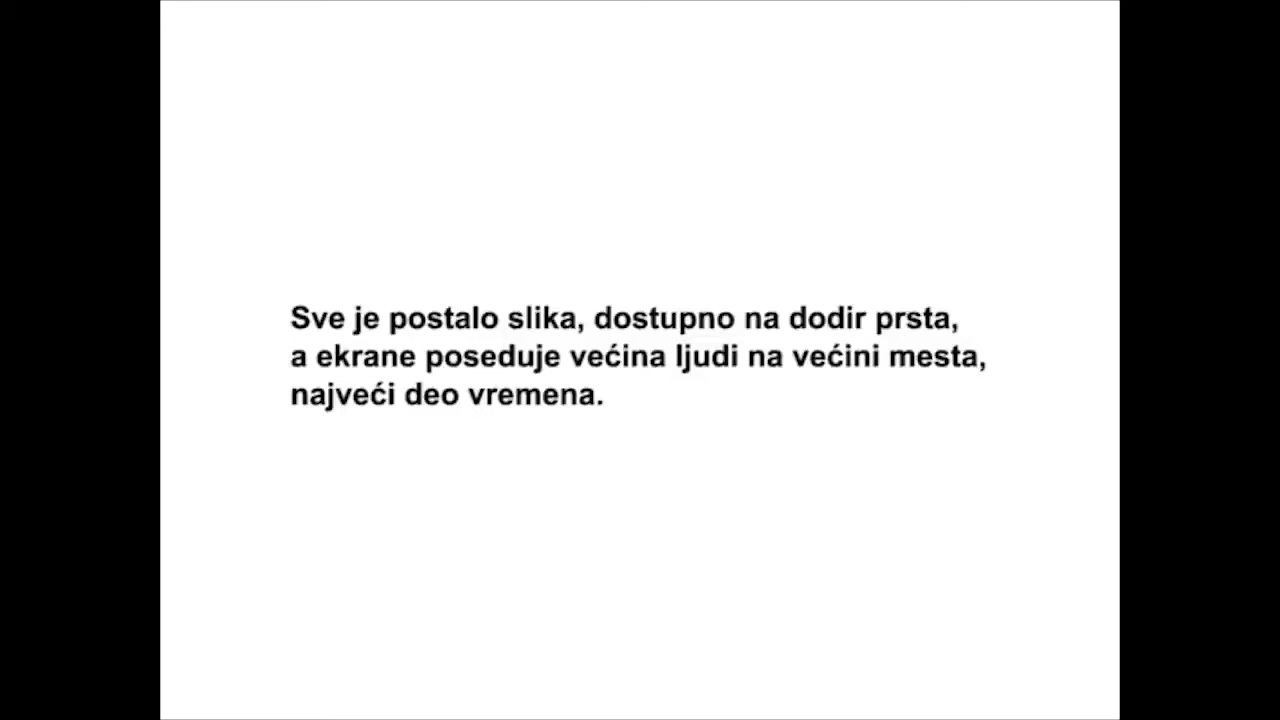 Sve je postalo slika, dostupno na dodir prsta,
a ekrane poseduje većina ljudi na većini mesta,
najveći deo vremena.